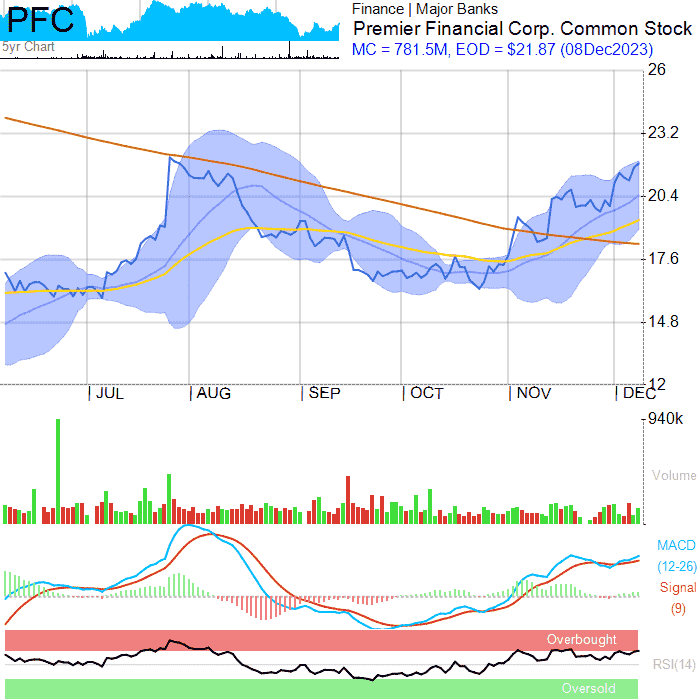 PFC
5yr Chart
Finance | Major Banks
Premier Financial Corp. Common Stock
MC = 781.5M, EOD = $21.87 (08Dec2023)
26
23.2
20.4
17.6
14.8
12
JUL AUG SEP OCT NOV DEC
940k
Volume
MACD
(12-26)
Signal
(9)
Overbought
RSI(14)
Oversold